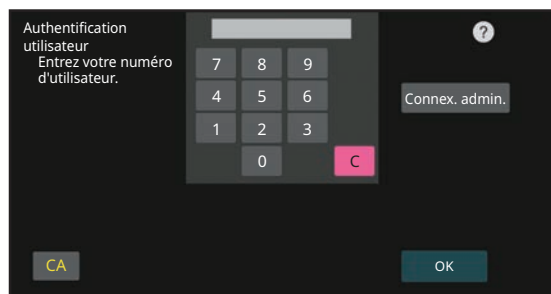 Authentification
utilisateur
Entrez votre numéro
d'utilisateur.
?
7 8 9
4 5 6
Connex. admin.
1 2 3
0 C
CA
OK